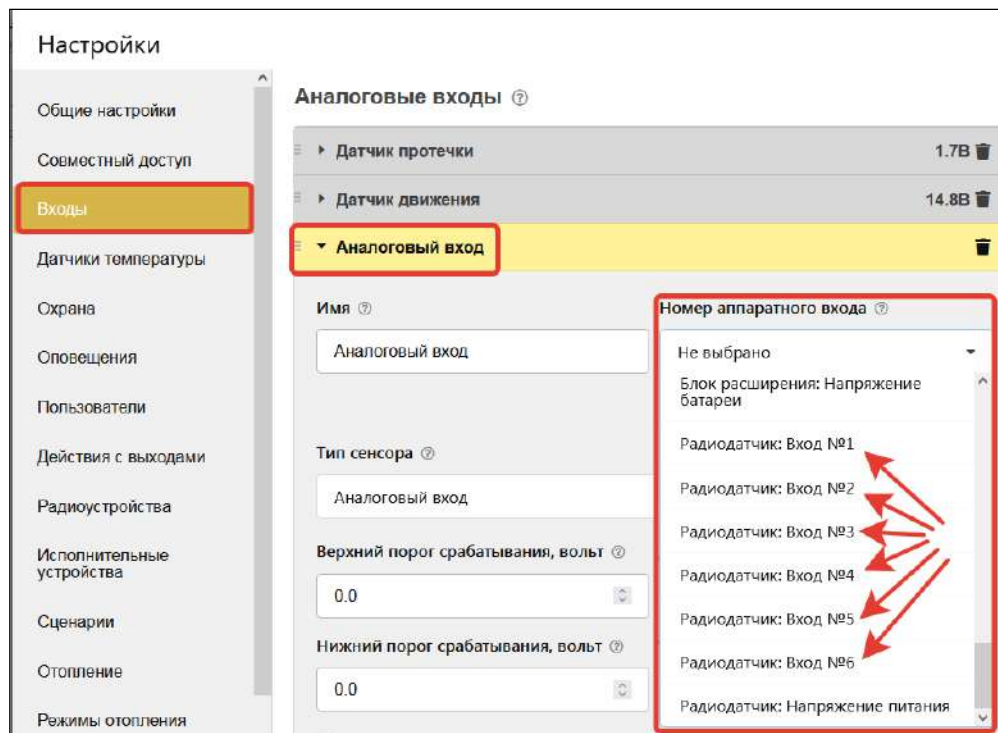 Настройки
Общие настройки
Совместный доступ
Входы
Датчики температуры
Охрана
Оповещения
Пользователи
Действия с выходами
Радиоустройства
Исполнительные
устройства
Сценарии
Отопление
Режимы отопления
Аналоговые входы ?
Датчик протечки 1.7В
Датчик движения 14.8В
Аналоговый вход
Имя ?
Аналоговый вход
Тип сенсора ?
Аналоговый вход
Верхний порог срабатывания, вольт ?
0.0
Нижний порог срабатывания, вольт ?
0.0
Номер аппаратного входа ?
Не выбрано
Блок расширения: Напряжение
батареи
Радиодатчик: Вход №1
Радиодатчик: Вход №2
Радиодатчик: Вход №3
Радиодатчик: Вход №4
Радиодатчик: Вход №5
Радиодатчик: Вход №6
Радиодатчик: Напряжение питания